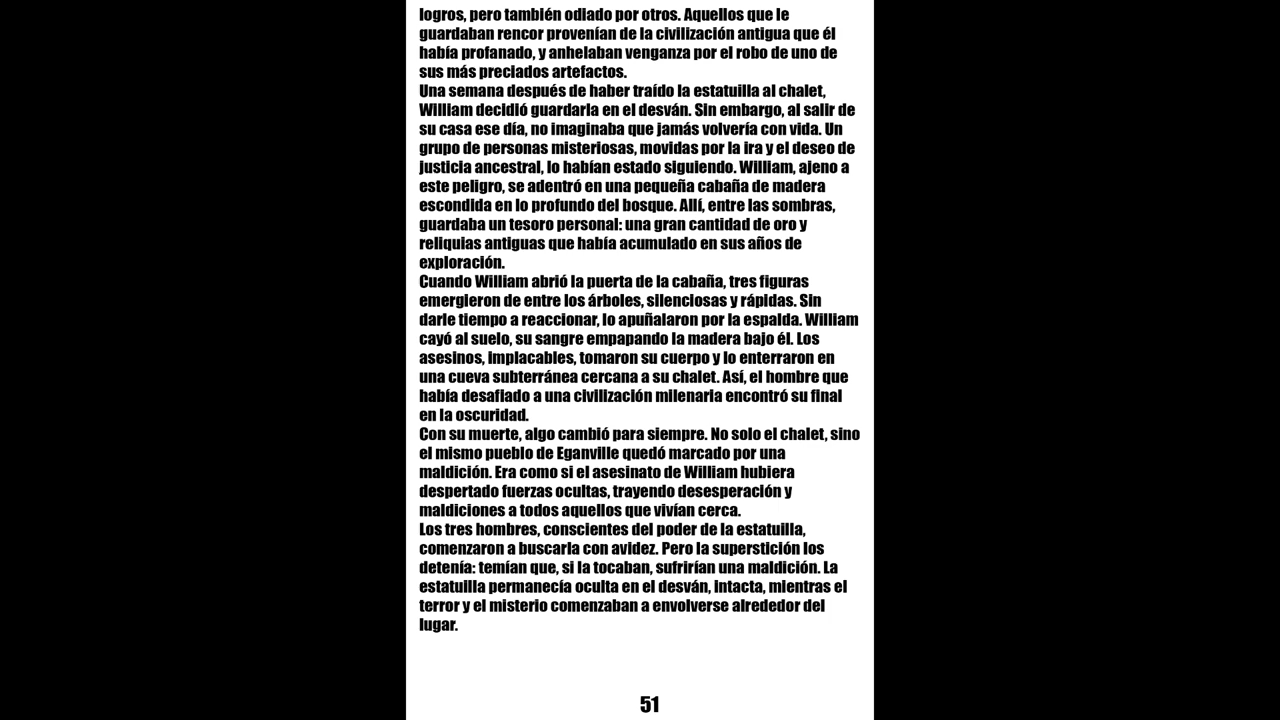 logros, pero también odiado por otros. Aquellos que le
guardaban rencor provenían de la civilización antigua que él
había profanado, y anhelaban venganza por el robo de uno de
sus más preciados artefactos.
Una semana después de haber traído la estatuilla al chalet,
William decidió guardarla en el desván. Sin embargo, al salir de
su casa ese día, no imaginaba que jamás volvería con vida. Un
grupo de personas misteriosas, movidas por la ira y el deseo de
justicia ancestral, lo habían estado siguiendo. William, ajeno a
este peligro, se adentró en una pequeña cabaña de madera
escondida en lo profundo del bosque. Allí, entre las sombras,
guardaba un tesoro personal: una gran cantidad de oro y
reliquias antiguas que había acumulado en sus años de
exploración.
Cuando William abrió la puerta de la cabaña, tres figuras
emergieron de entre los árboles, silenciosas y rápidas. Sin
darle tiempo a reaccionar, lo apuñalaron por la espalda. William
cayó al suelo, su sangre empapando la madera bajo él. Los
asesinos, implacables, tomaron su cuerpo y lo enterraron en
una cueva subterránea cercana a su chalet. Así, el hombre que
había desafiado a una civilización milenaria encontró su final
en la oscuridad.
Con su muerte, algo cambió para siempre. No solo el chalet, sino
el mismo pueblo de Eganville quedó marcado por una
maldición. Era como si el asesinato de William hubiera
despertado fuerzas ocultas, trayendo desesperación y
maldiciones a todos aquellos que vivían cerca.
Los tres hombres, conscientes del poder de la estatuilla,
comenzaron a buscarla con avidez. Pero la superstición los
detenía: temían que, si la tocaban, sufrirían una maldición. La
estatuilla permanecía oculta en el desván, intacta, mientras el
terror y el misterio comenzaban a envolverse alrededor del
lugar.
51